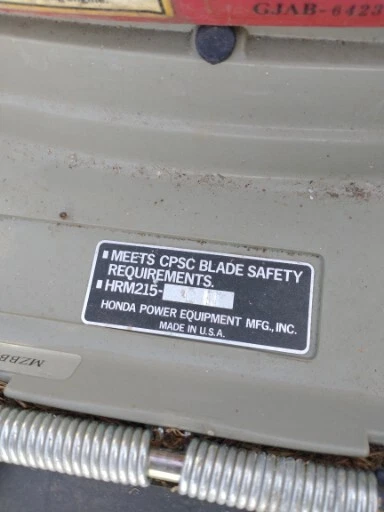 GJAB-6423
MEETS CPSC BLADE SAFETY
REQUIREMENTS.
HRM215-
HONDA POWER EQUIPMENT MFG., INC.
MADE IN U.S.A.
MZBB